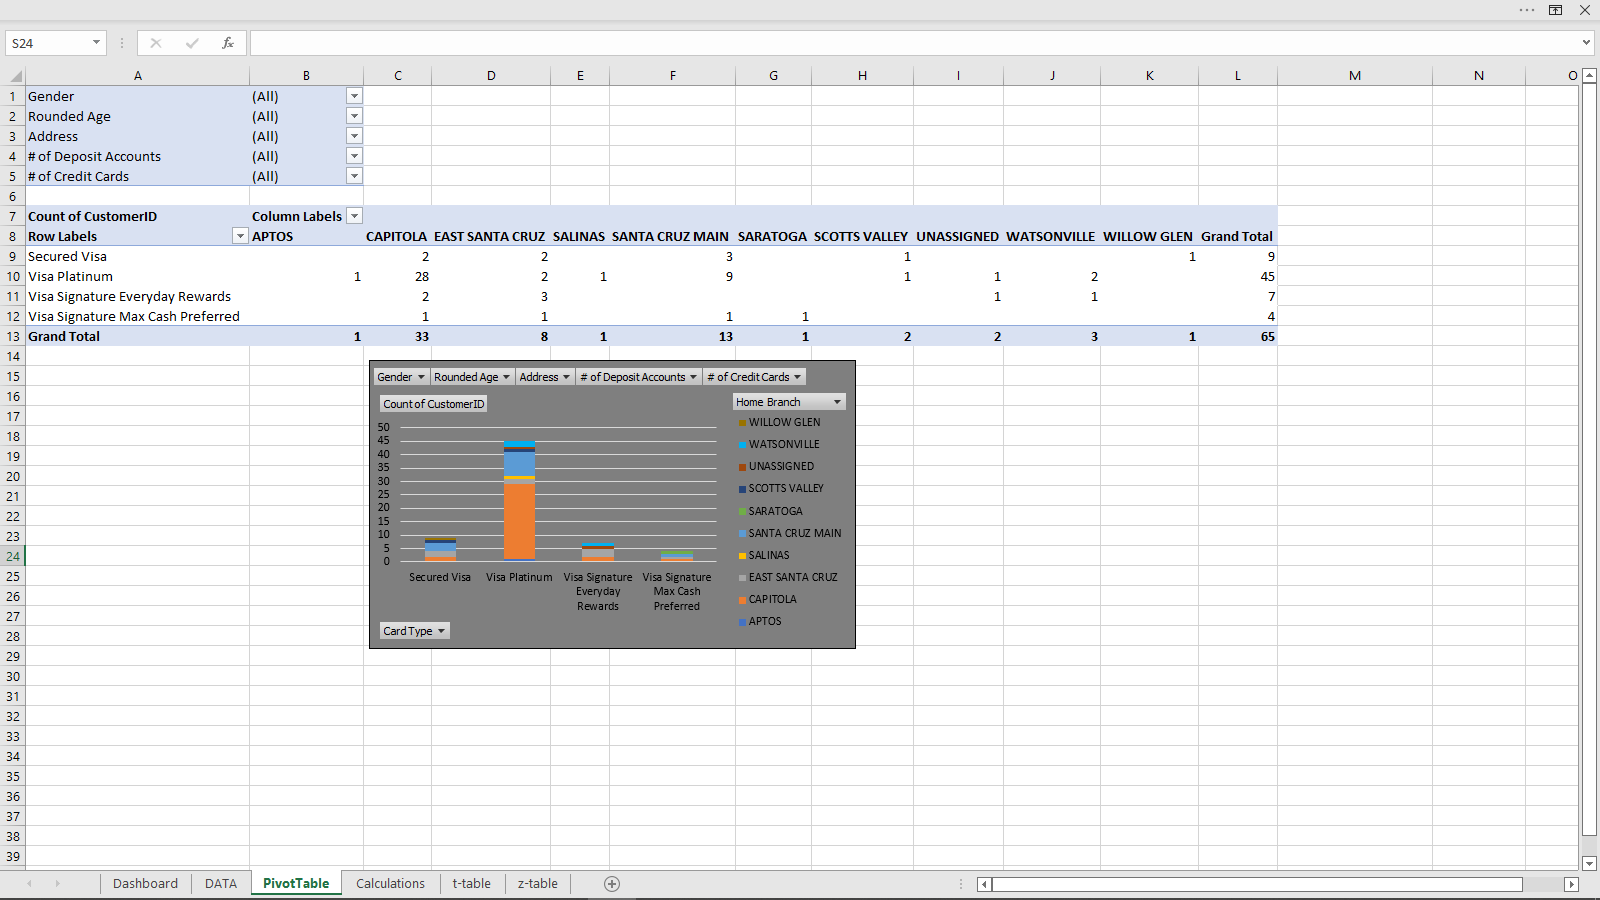 S24
fx
A B C D E F G H I J K L M N O
1 Gender (All)
2 Rounded Age (All)
3 Address (All)
4 # of Deposit Accounts (All)
5 # of Credit Cards (All)
6
7 Count of CustomerID Column Labels
8 Row Labels APTOS CAPITOLA EAST SANTA CRUZ SALINAS SANTA CRUZ MAIN SARATOGA SCOTTS VALLEY UNASSIGNED WATSONVILLE WILLOW GLEN Grand Total
9 Secured Visa 2 2 3 1 1 9
10 Visa Platinum 1 28 2 1 9 1 1 2 45
11 Visa Signature Everyday Rewards 2 3 1 1 7
12 Visa Signature Max Cash Preferred 1 1 1 1 4
13 Grand Total 1 33 8 1 13 1 2 2 3 1 65
14
15
16
17
18
19
20
21
22
23
24
25
26
27
28
29
30
31
32
33
34
35
36
37
38
39
Gender Rounded Age Address # of Deposit Accounts # of Credit Cards
Count of CustomerID
Home Branch
50
45
40
35
30
25
20
15
10
5
0
Secured Visa
Visa Platinum
Visa Signature
Everyday
Rewards
Visa Signature
Max Cash
Preferred
WILLOW GLEN
WATSONVILLE
UNASSIGNED
SCOTTS VALLEY
SARATOGA
SANTA CRUZ MAIN
SALINAS
EAST SANTA CRUZ
CAPITOLA
APTOS
Card Type
Dashboard DATA PivotTable Calculations t-table z-table